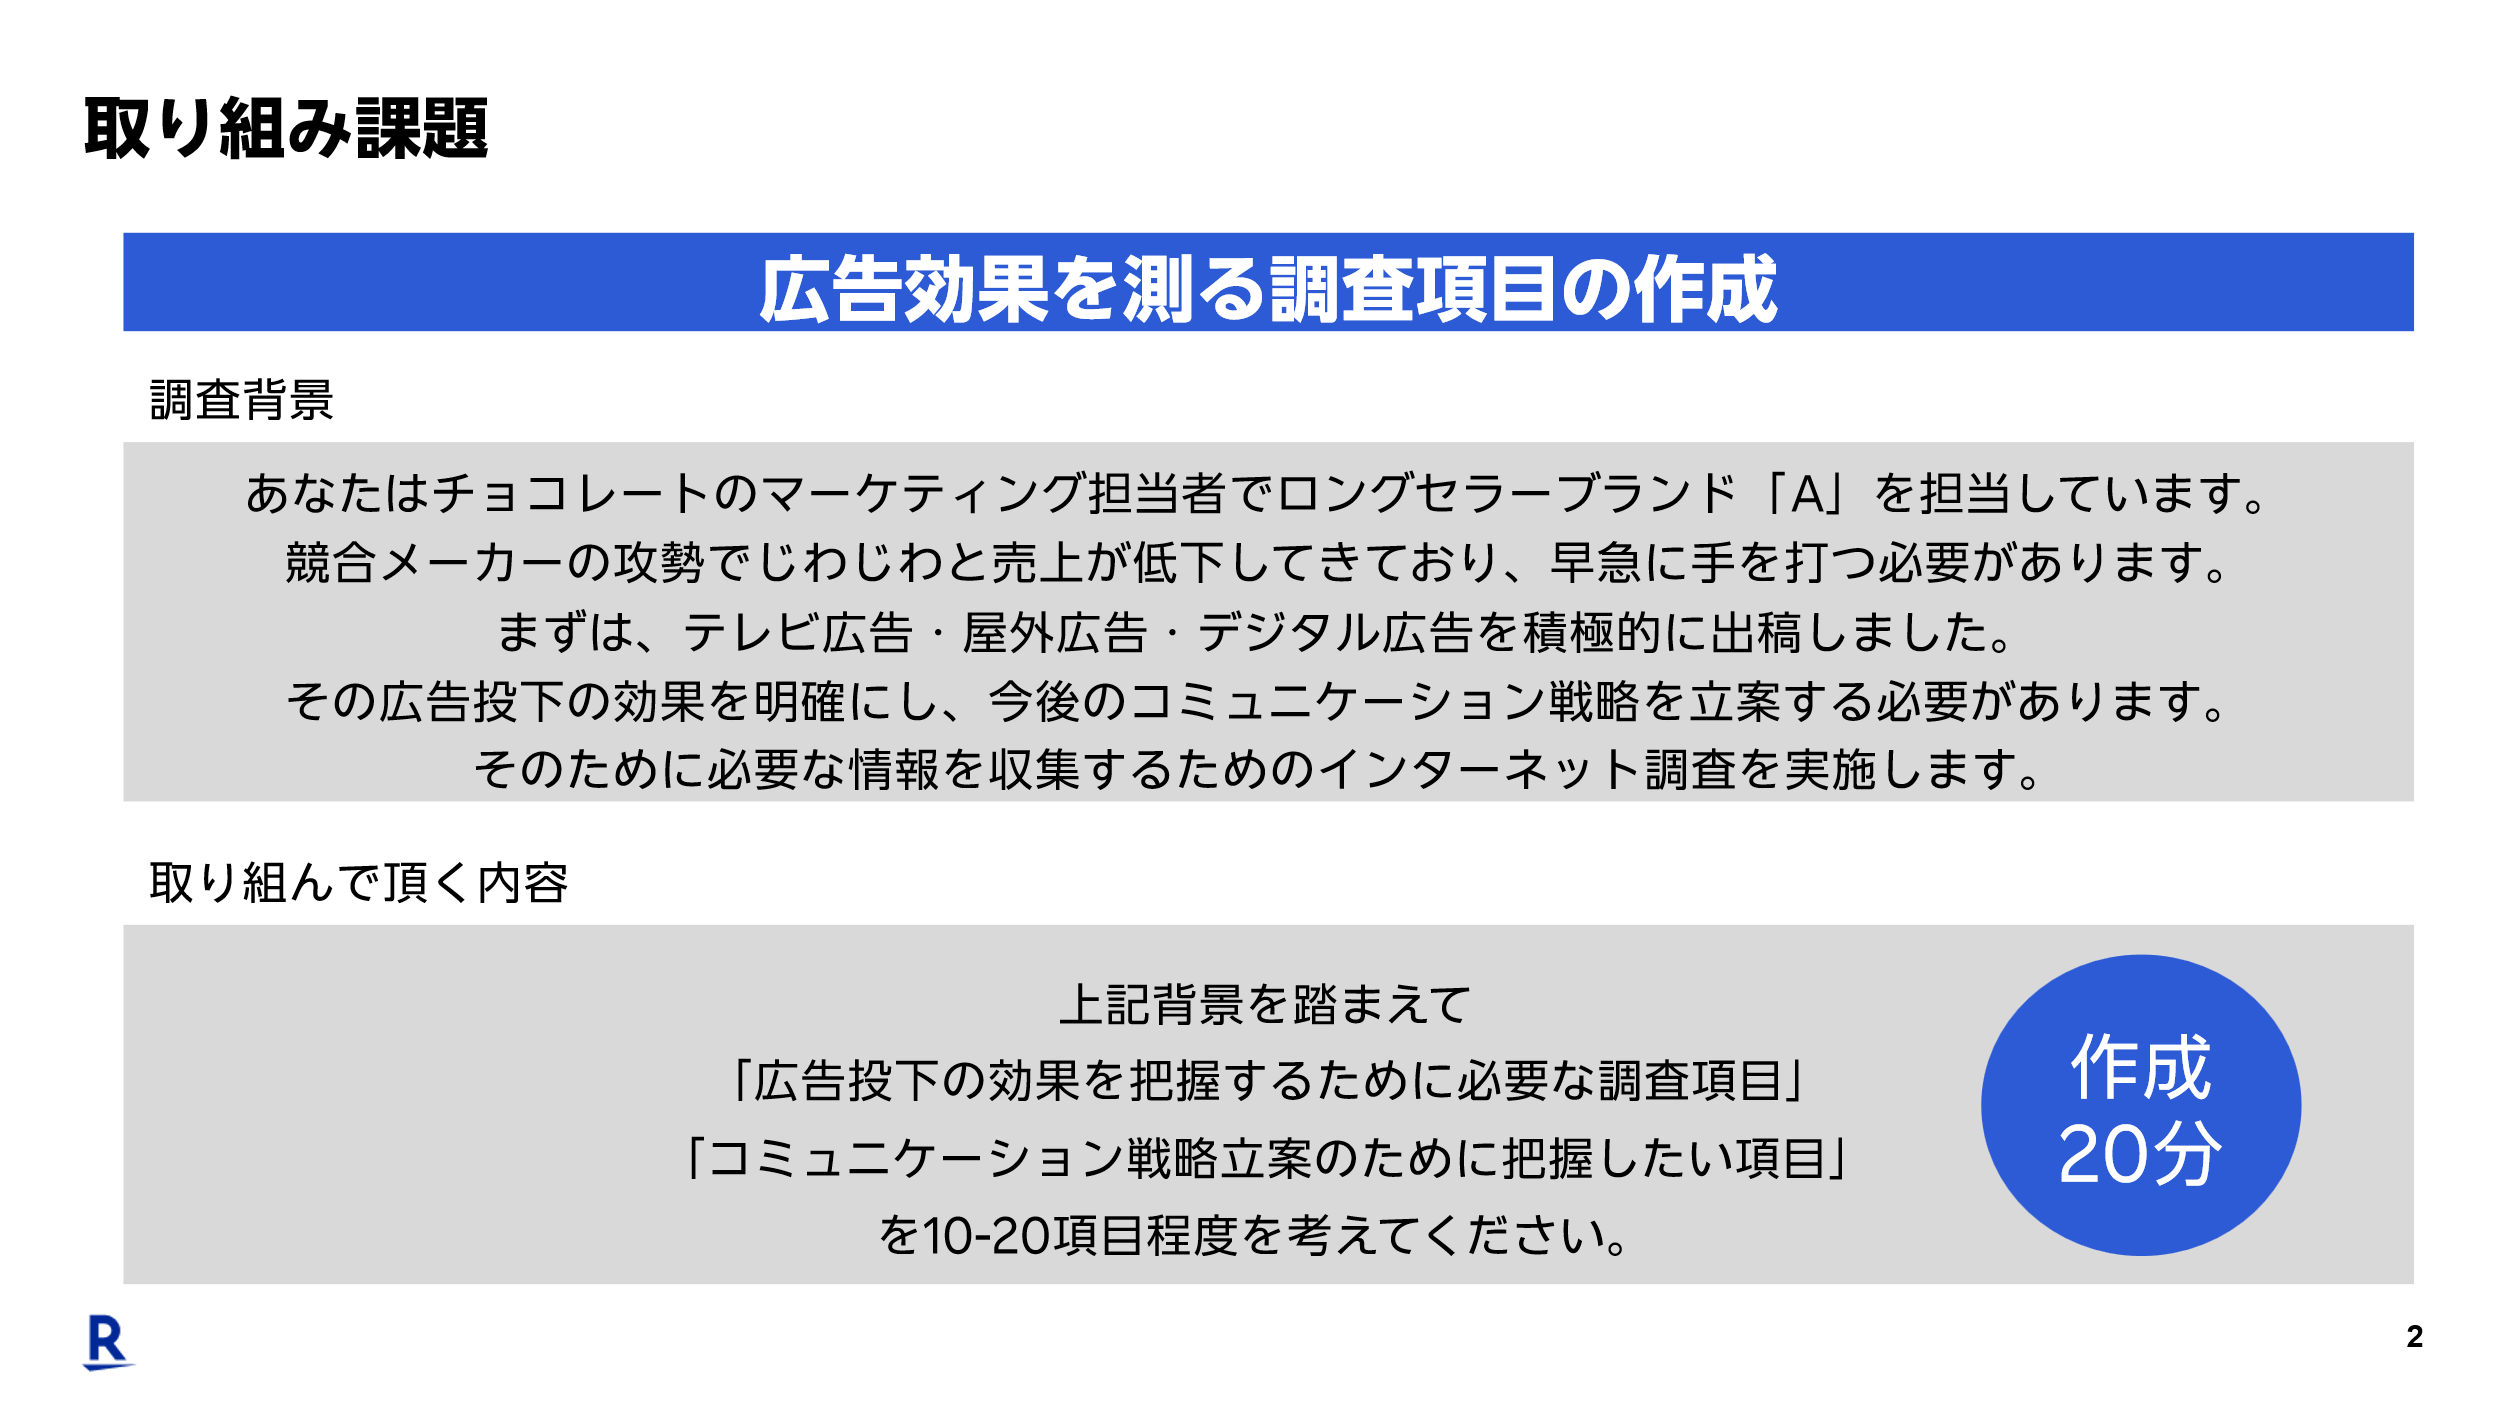 取り組み課題
広告効果を測る調査項目の作成
調査背景
あなたはチョコレートのマーケティング担当者でロングセラーブランド「A」を担当しています。
競合メーカーの攻勢でじわじわと売上が低下してきており、早急に手を打つ必要があります。
まずは、テレビ広告・屋外広告・デジタル広告を積極的に出稿しました。
その広告投下の効果を明確にし、今後のコミュニケーション戦略を立案する必要があります。
そのために必要な情報を収集するためのインターネット調査を実施します。
取り組んで頂く内容
上記背景を踏まえて
「広告投下の効果を把握するために必要な調査項目」
「コミュニケーション戦略立案のために把握したい項目」
を10-20項目程度を考えてください。
作成
20分
R
2